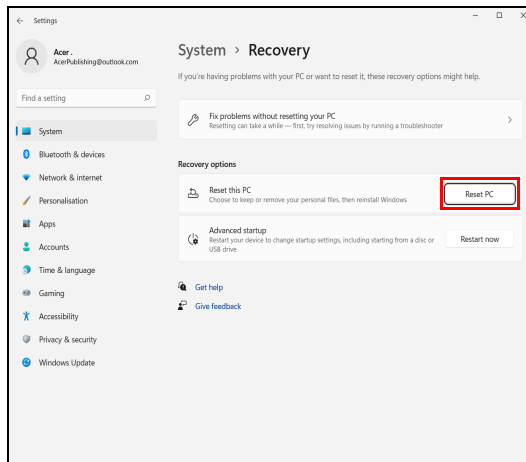 Settings
Acer .
AcerPublishing@outlook.com
Find a setting
System
Bluetooth & devices
Network & internet
Personalisation
Apps
Accounts
Time & language
Gaming
Accessibility
Privacy & security
Windows Update
System > Recovery
If you're having problems with your PC or want to reset it, these recovery options might help.
Fix problems without resetting your PC
Resetting can take a while — first, try resolving issues by running a troubleshooter
Recovery options
Reset this PC
Choose to keep or remove your personal files, then reinstall Windows
Reset PC
Advanced startup
Restart your device to change startup settings, including starting from a disc or
USB drive
Restart now
Get help
Give feedback